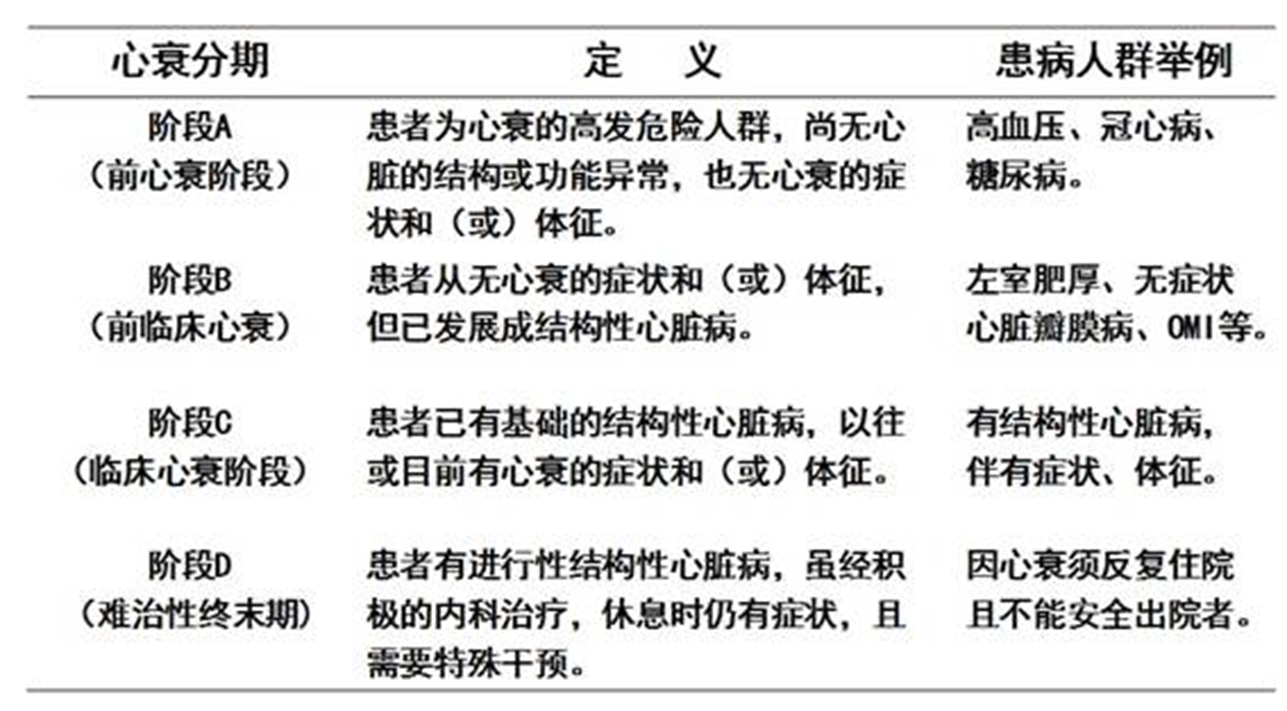 心衰分期 定 义 患病人群举例
阶段A
（前心衰阶段）
患者为心衰的高发危险人群，尚无心
脏的结构或功能异常，也无心衰的症
状和（或）体征。
高血压、冠心病、
糖尿病。
阶段B
（前临床心衰）
患者从无心衰的症状和（或）体征，
但已发展成结构性心脏病。
左室肥厚、无症状
心脏瓣膜病、OMI等。
阶段C
（临床心衰阶段）
患者已有基础的结构性心脏病，以往
或目前有心衰的症状和（或）体征。
有结构性心脏病，
伴有症状、体征。
阶段D
（难治性终末期）
患者有进行性结构性心脏病，虽经积
极的内科治疗，休息时仍有症状，且
需要特殊干预。
因心衰须反复住院
且不能安全出院者。